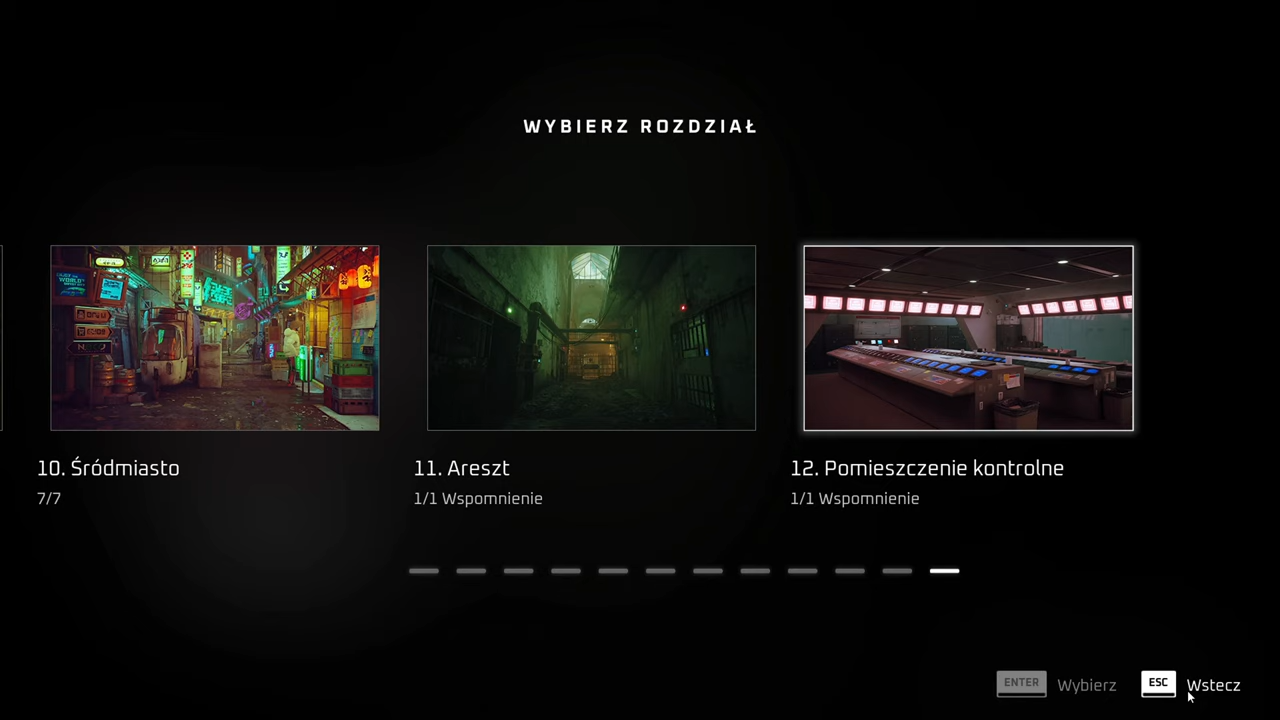 WYBIERZ ROZDZIAŁ
10. Śródmiasto
7/7
11. Areszt
1/1 Wspomnienie
12. Pomieszczenie kontrolne
1/1 Wspomnienie
ENTER Wybierz
ESC Wstecz